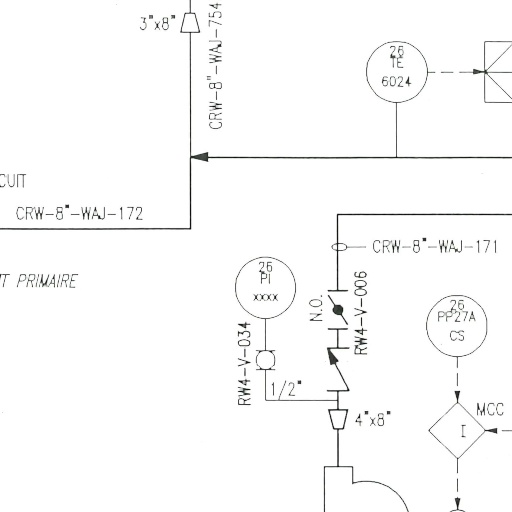 3"x8"
CRW-8"-WAJ-754
26
TE
6024
CUIT
CRW-8"-WAJ-172
CRW-8"-WAJ-171
T PRIMAIRE
26
PI
xxxx
N.O.
RW4-V-006
26
PP27A
CS
RW4-V-034
1/2"
4"x8"
MCC
I